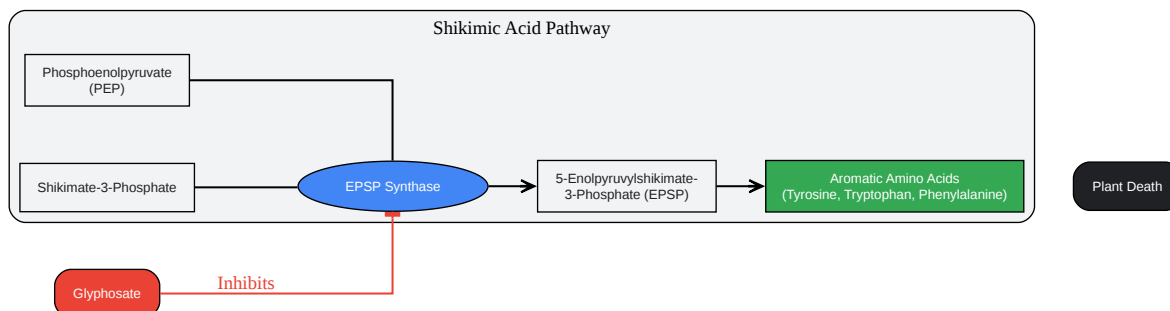 Shikimic Acid Pathway
Phosphoenolpyruvate
(PEP)
Shikimate-3-Phosphate
EPSP Synthase
5-Enolpyruvylshikimate-
3-Phosphate (EPSP)
Aromatic Amino Acids
(Tyrosine, Tryptophan, Phenylalanine)
Plant Death
Inhibits
Glyphosate